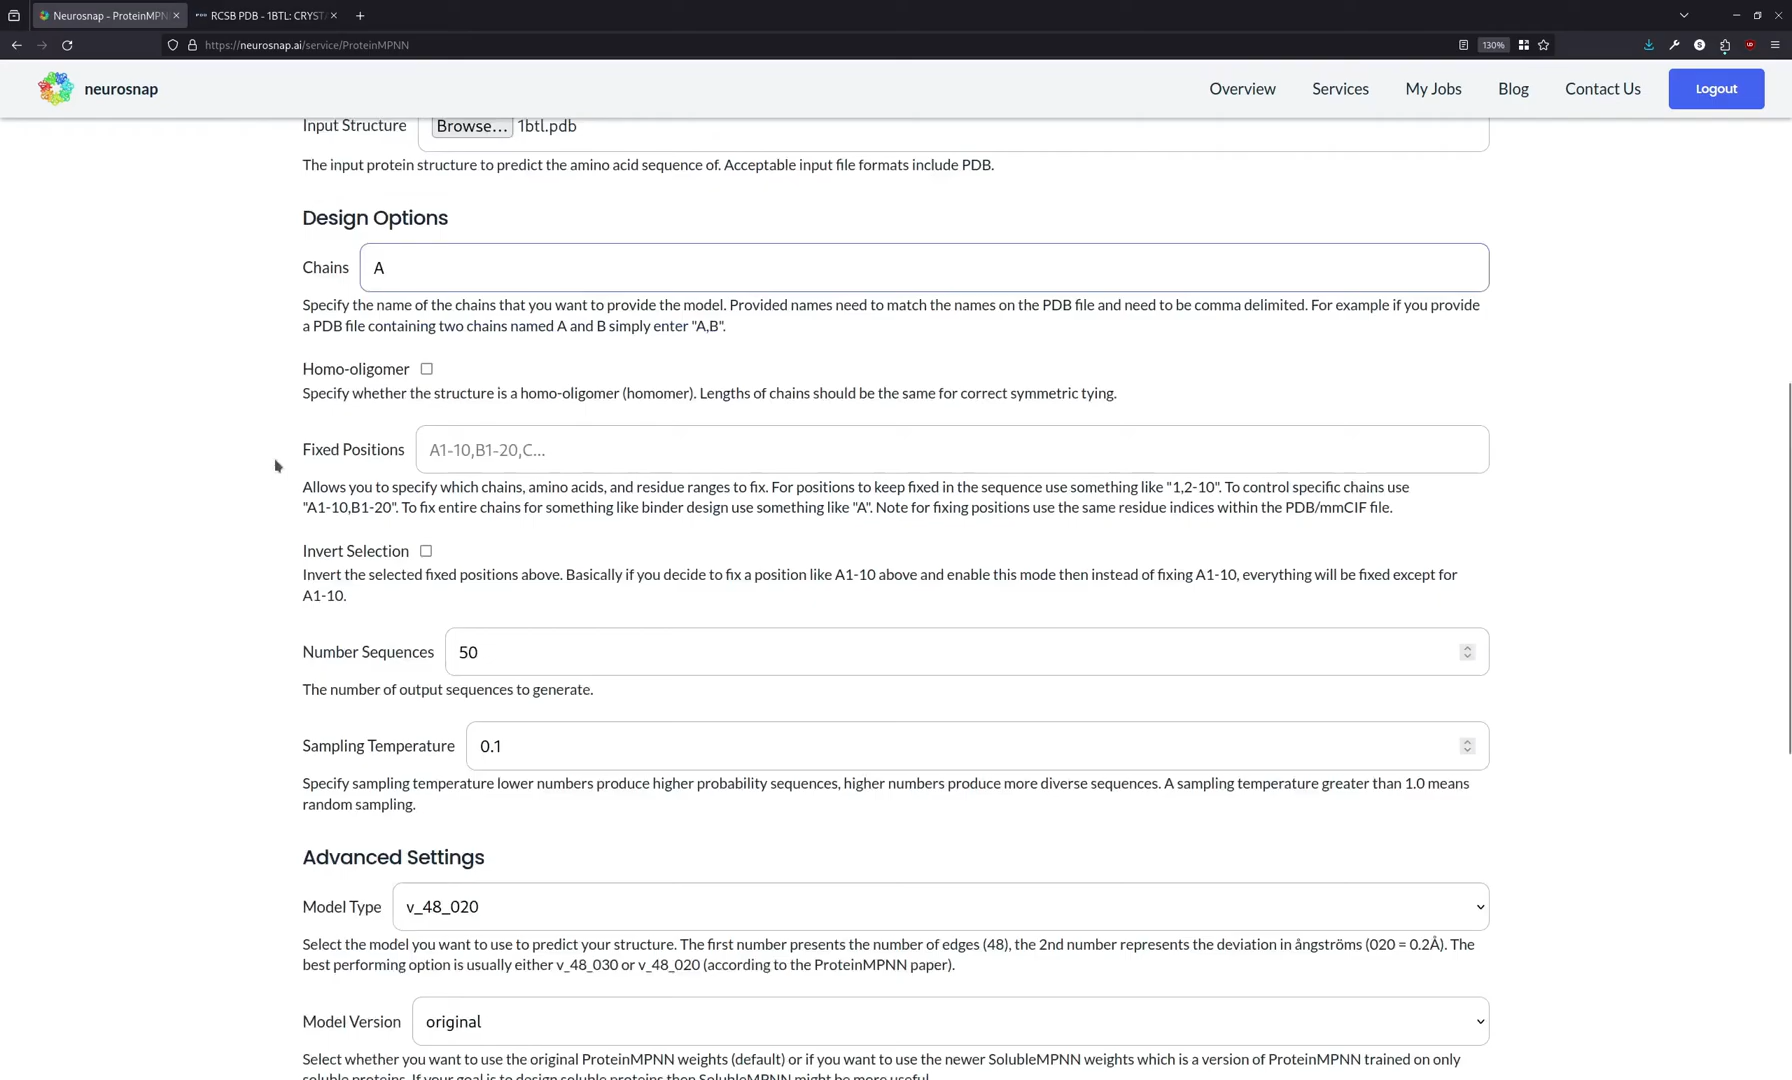 Neurosnap - ProteinMPN
RCSB PDB - 1BTL: CRYST
https://neurosnap.ai/service/ProteinMPNN
130%
neurosnap
Overview
Services
My Jobs
Blog
Contact Us
Logout
Input Structure
Browse...
1btl.pdb
The input protein structure to predict the amino acid sequence of. Acceptable input file formats include PDB.
Design Options
Chains
A
Specify the name of the chains that you want to provide the model. Provided names need to match the names on the PDB file and need to be comma delimited. For example if you provide
a PDB file containing two chains named A and B simply enter "A,B".
Homo-oligomer
Specify whether the structure is a homo-oligomer (homomer). Lengths of chains should be the same for correct symmetric tying.
Fixed Positions
A1-10,B1-20,C...
Allows you to specify which chains, amino acids, and residue ranges to fix. For positions to keep fixed in the sequence use something like "1,2-10". To control specific chains use
"A1-10,B1-20". To fix entire chains for something like binder design use something like "A". Note for fixing positions use the same residue indices within the PDB/mmCIF file.
Invert Selection
Invert the selected fixed positions above. Basically if you decide to fix a position like A1-10 above and enable this mode then instead of fixing A1-10, everything will be fixed except for
A1-10.
Number Sequences
50
The number of output sequences to generate.
Sampling Temperature
0.1
Specify sampling temperature lower numbers produce higher probability sequences, higher numbers produce more diverse sequences. A sampling temperature greater than 1.0 means
random sampling.
Advanced Settings
Model Type
v_48_020
Select the model you want to use to predict your structure. The first number presents the number of edges (48), the 2nd number represents the deviation in ångströms (020 = 0.2Å). The
best performing option is usually either v_48_030 or v_48_020 (according to the ProteinMPNN paper).
Model Version
original
Select whether you want to use the original ProteinMPNN weights (default) or if you want to use the newer SolubleMPNN weights which is a version of ProteinMPNN trained on only
soluble proteins. If your goal is to design soluble proteins then SolubleMPNN might be more useful.